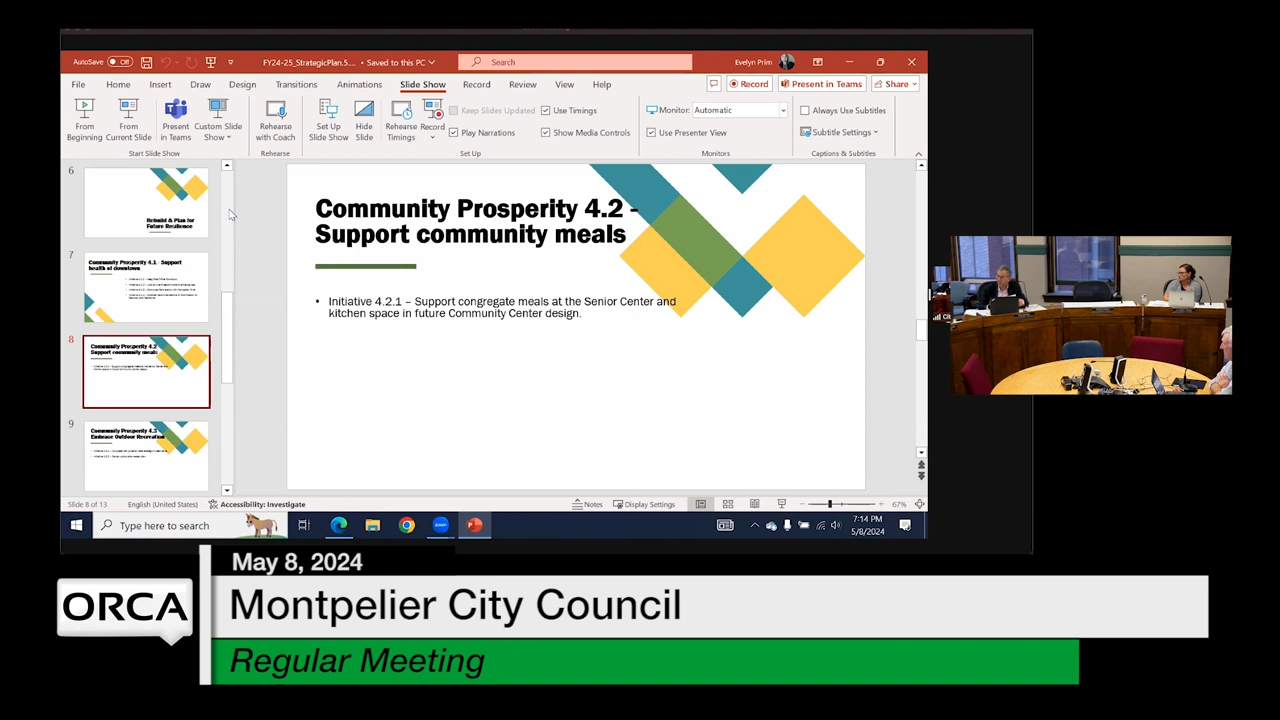 AutoSave Off
FY24-25_StrategicPlan.5.... • Saved to this PC
Search
Evelyn Prim
File Home Insert Draw Design Transitions Animations Slide Show Record Review View Help
Record
Present in Teams
Share
From Beginning
From Current Slide
Present in Teams
Custom Slide Show
Rehearse with Coach
Set Up Slide Show
Hide Slide
Rehearse Timings
Record
Keep Slides Updated
Play Narrations
Use Timings
Show Media Controls
Monitor: Automatic
Use Presenter View
Always Use Subtitles
Subtitle Settings
Start Slide Show
Rehearse
Set Up
Monitors
Captions & Subtitles
6
Rebuild & Plan for
Future Resilience
7
Community Prosperity 4.1 - Support
health of downtown
8
Community Prosperity 4.2 -
Support community meals
9
Community Prosperity 4.3 -
Embrace Outdoor Recreation
Community Prosperity 4.2 -
Support community meals
• Initiative 4.2.1 – Support congregate meals at the Senior Center and
kitchen space in future Community Center design.
Slide 8 of 13
English (United States)
Accessibility: Investigate
Notes
Display Settings
67%
Type here to search
7:14 PM
5/8/2024
May 8, 2024
ORCA
Montpelier City Council
Regular Meeting